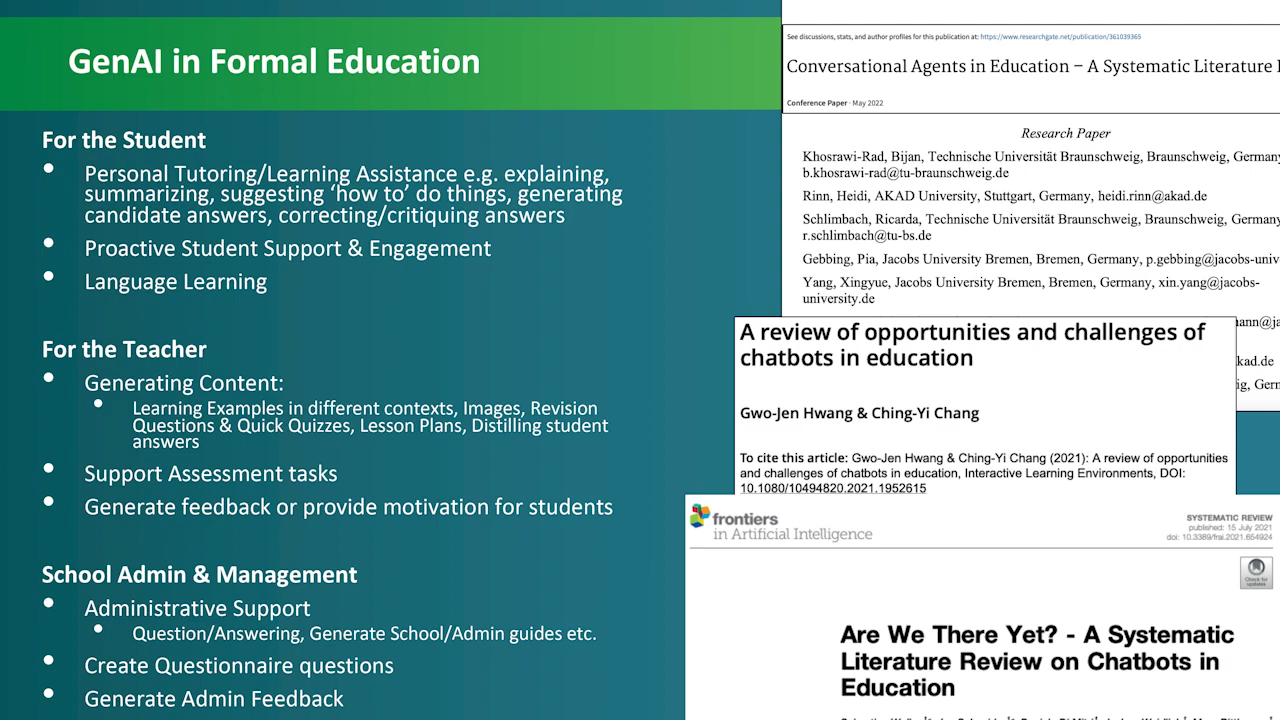 GenAI in Formal Education
For the Student
Personal Tutoring/Learning Assistance e.g. explaining,
summarizing, suggesting ‘how to’ do things, generating
candidate answers, correcting/critiquing answers
Proactive Student Support & Engagement
Language Learning
For the Teacher
Generating Content:
Learning Examples in different contexts, Images, Revision
Questions & Quick Quizzes, Lesson Plans, Distilling student
answers
Support Assessment tasks
Generate feedback or provide motivation for students
School Admin & Management
Administrative Support
Question/Answering, Generate School/Admin guides etc.
Create Questionnaire questions
Generate Admin Feedback
See discussions, stats, and author profiles for this publication at: https://www.researchgate.net/publication/361039365
Conversational Agents in Education – A Systematic Literature
Conference Paper · May 2022
Research Paper
Khosrawi-Rad, Bijan, Technische Universität Braunschweig, Braunschweig, Germany,
b.khosrawi-rad@tu-braunschweig.de
Rinn, Heidi, AKAD University, Stuttgart, Germany, heidi.rinn@akad.de
Schlimbach, Ricarda, Technische Universität Braunschweig, Braunschweig, Germany
r.schlimbach@tu-bs.de
Gebbing, Pia, Jacobs University Bremen, Bremen, Germany, p.gebbing@jacobs-univ
Yang, Xingyue, Jacobs University Bremen, Bremen, Germany, xin.yang@jacobs-
university.de
mann@ja
kad.de
ig, Gern
A review of opportunities and challenges of
chatbots in education
Gwo-Jen Hwang & Ching-Yi Chang
To cite this article: Gwo-Jen Hwang & Ching-Yi Chang (2021): A review of opportunities
and challenges of chatbots in education, Interactive Learning Environments, DOI:
10.1080/10494820.2021.1952615
frontiers
in Artificial Intelligence
SYSTEMATIC REVIEW
published: 15 July 2021
doi: 10.3389/frai.2021.654924
Check for
updates
Are We There Yet? - A Systematic
Literature Review on Chatbots in
Education